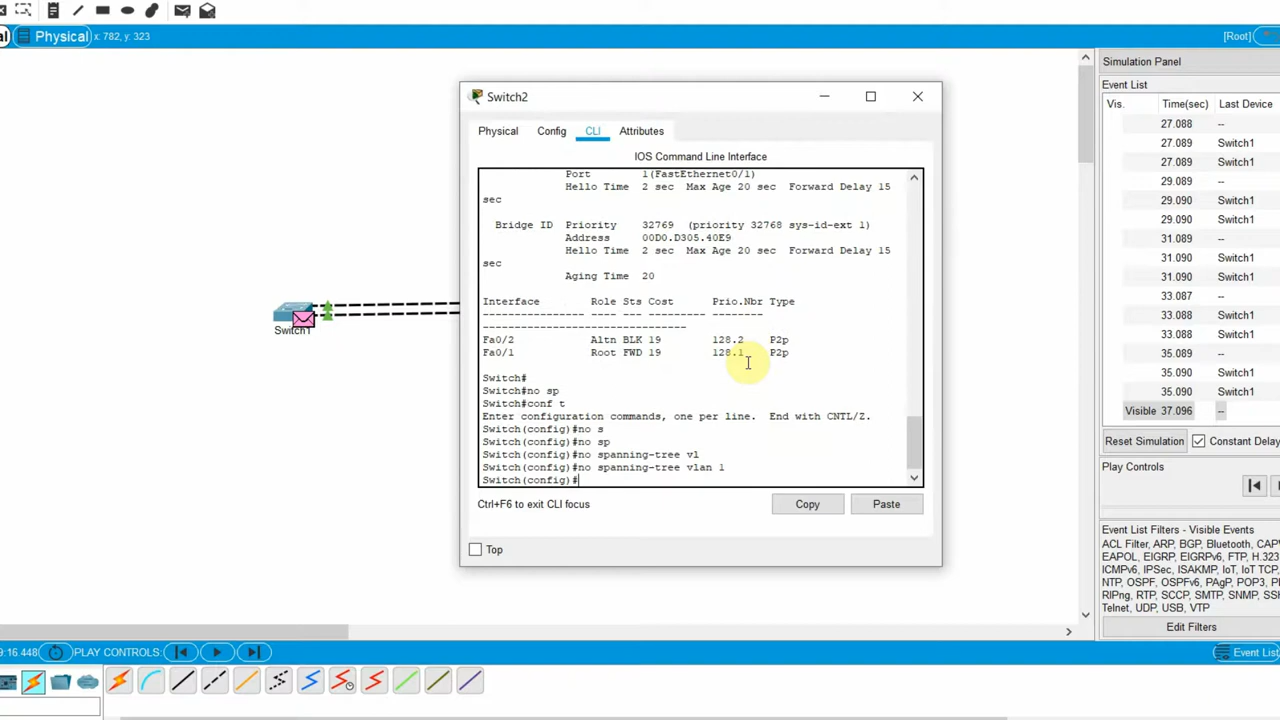 al Physical x: 782, y: 323 [Root]
Simulation Panel
Event List
Vis. Time(sec) Last Device
27.088 --
27.089 Switch1
27.089 Switch1
29.089 --
29.090 Switch1
29.090 Switch1
31.089 --
31.090 Switch1
31.090 Switch1
33.087 --
33.088 Switch1
33.088 Switch1
35.089 --
35.090 Switch1
35.090 Switch1
Visible 37.096 --
Reset Simulation Constant Delay
Play Controls
Event List Filters - Visible Events
ACL Filter, ARP, BGP, Bluetooth, CAP
EAPOL, EIGRP, EIGRPv6, FTP, H.323
ICMPv6, IPSec, ISAKMP, IoT, IoT TCP
NTP, OSPF, OSPFv6, PAgP, POP3, P
RIPng, RTP, SCCP, SMTP, SNMP, SS
Telnet, UDP, USB, VTP
Edit Filters
Switch1
Switch2
Physical Config CLI Attributes
IOS Command Line Interface
Port 1(FastEthernet0/1)
Hello Time 2 sec Max Age 20 sec Forward Delay 15
sec
Bridge ID Priority 32769 (priority 32768 sys-id-ext 1)
Address 00D0.D305.40E9
Hello Time 2 sec Max Age 20 sec Forward Delay 15
sec
Aging Time 20
Interface Role Sts Cost Prio.Nbr Type
---------------- ---- --- --------- --------
--------------------------------
Fa0/2 Altn BLK 19 128.2 P2p
Fa0/1 Root FWD 19 128.1 P2p
Switch#
Switch#no sp
Switch#conf t
Enter configuration commands, one per line. End with CNTL/Z.
Switch(config)#no s
Switch(config)#no sp
Switch(config)#no spanning-tree vl
Switch(config)#no spanning-tree vlan 1
Switch(config)#
Ctrl+F6 to exit CLI focus
Copy Paste
Top
9:16.448 PLAY CONTROLS: Event List